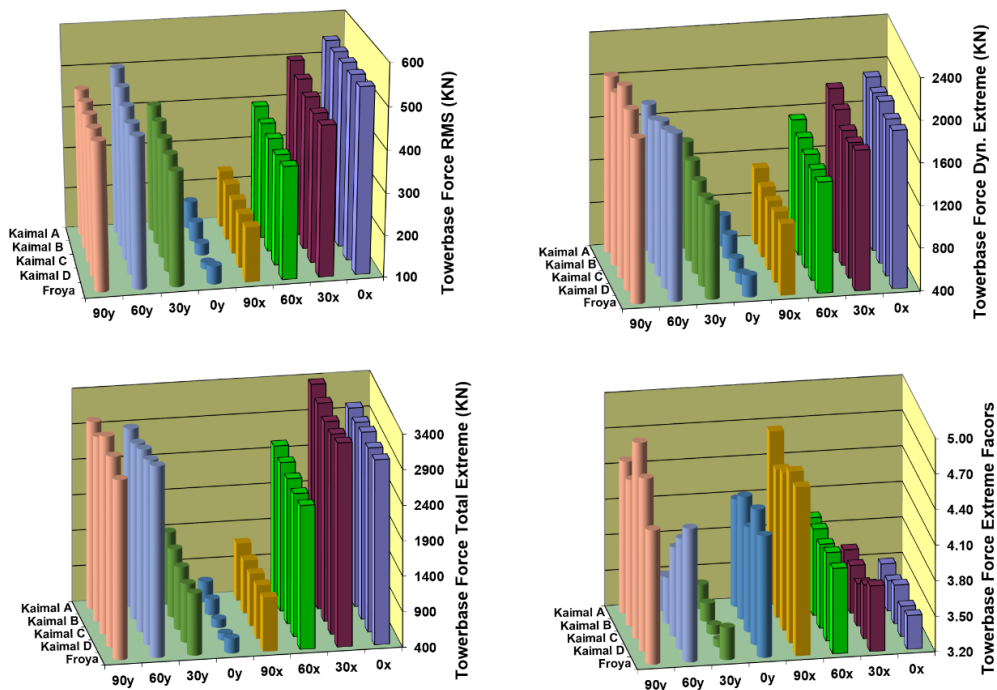 Kaimal A
Kaimal B
Kaimal C
Kaimal D
Froya
90y 60y 30y 0y 90x 60x 30x 0x
600
500
400
300
200
100
Towerbase Force RMS (KN)
Kaimal A
Kaimal B
Kaimal C
Kaimal D
Froya
90y 60y 30y 0y 90x 60x 30x 0x
2400
2000
1600
1200
800
400
Towerbase Force Dyn. Extreme (KN)
Kaimal A
Kaimal B
Kaimal C
Kaimal D
Froya
90y 60y 30y 0y 90x 60x 30x 0x
3400
2900
2400
1900
1400
900
400
Towerbase Force Total Extreme (KN)
Kaimal A
Kaimal B
Kaimal C
Kaimal D
Froya
90y 60y 30y 0y 90x 60x 30x 0x
5.00
4.70
4.40
4.10
3.80
3.50
3.20
Towerbase Force Extreme Facors